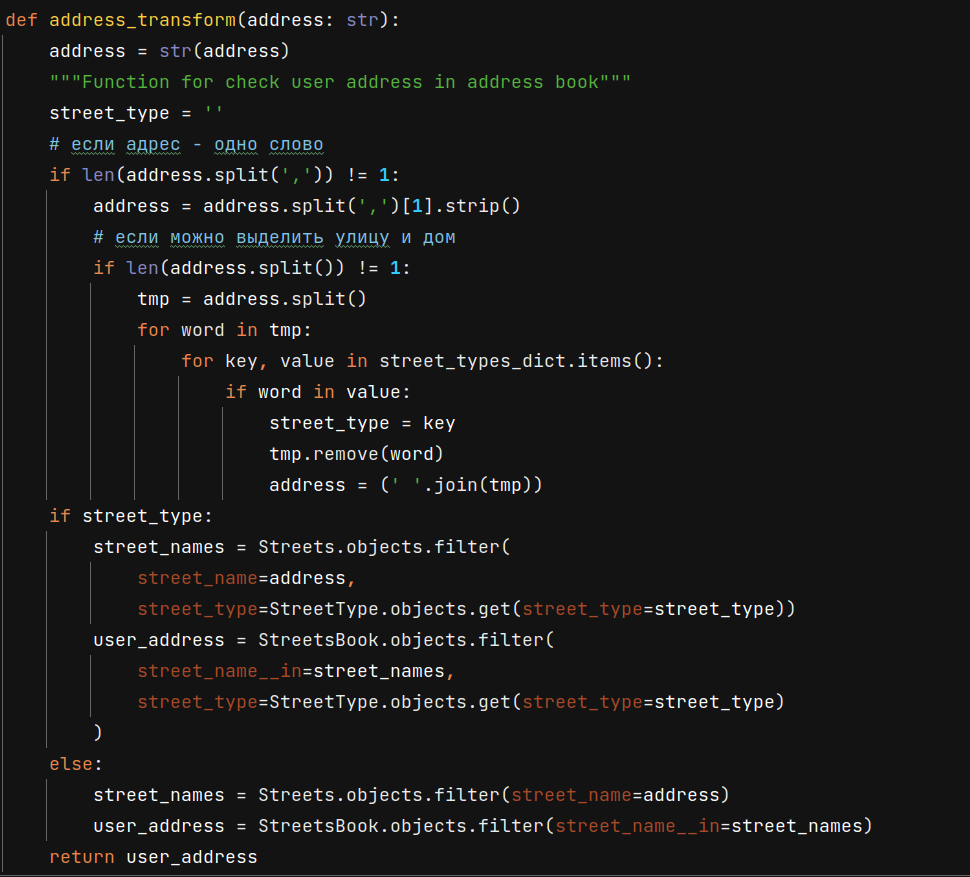 def address_transform(address: str):
    address = str(address)
    """Function for check user address in address book"""
    street_type = ''
    # если адрес - одно слово
    if len(address.split(',')) != 1:
        address = address.split(',')[1].strip()
        # если можно выделить улицу и дом
        if len(address.split()) != 1:
            tmp = address.split()
            for word in tmp:
                for key, value in street_types_dict.items():
                    if word in value:
                        street_type = key
                        tmp.remove(word)
                        address = (' '.join(tmp))
    if street_type:
        street_names = Streets.objects.filter(
            street_name=address,
            street_type=StreetType.objects.get(street_type=street_type))
        user_address = StreetsBook.objects.filter(
            street_name__in=street_names,
            street_type=StreetType.objects.get(street_type=street_type)
        )
    else:
        street_names = Streets.objects.filter(street_name=address)
        user_address = StreetsBook.objects.filter(street_name__in=street_names)
    return user_address